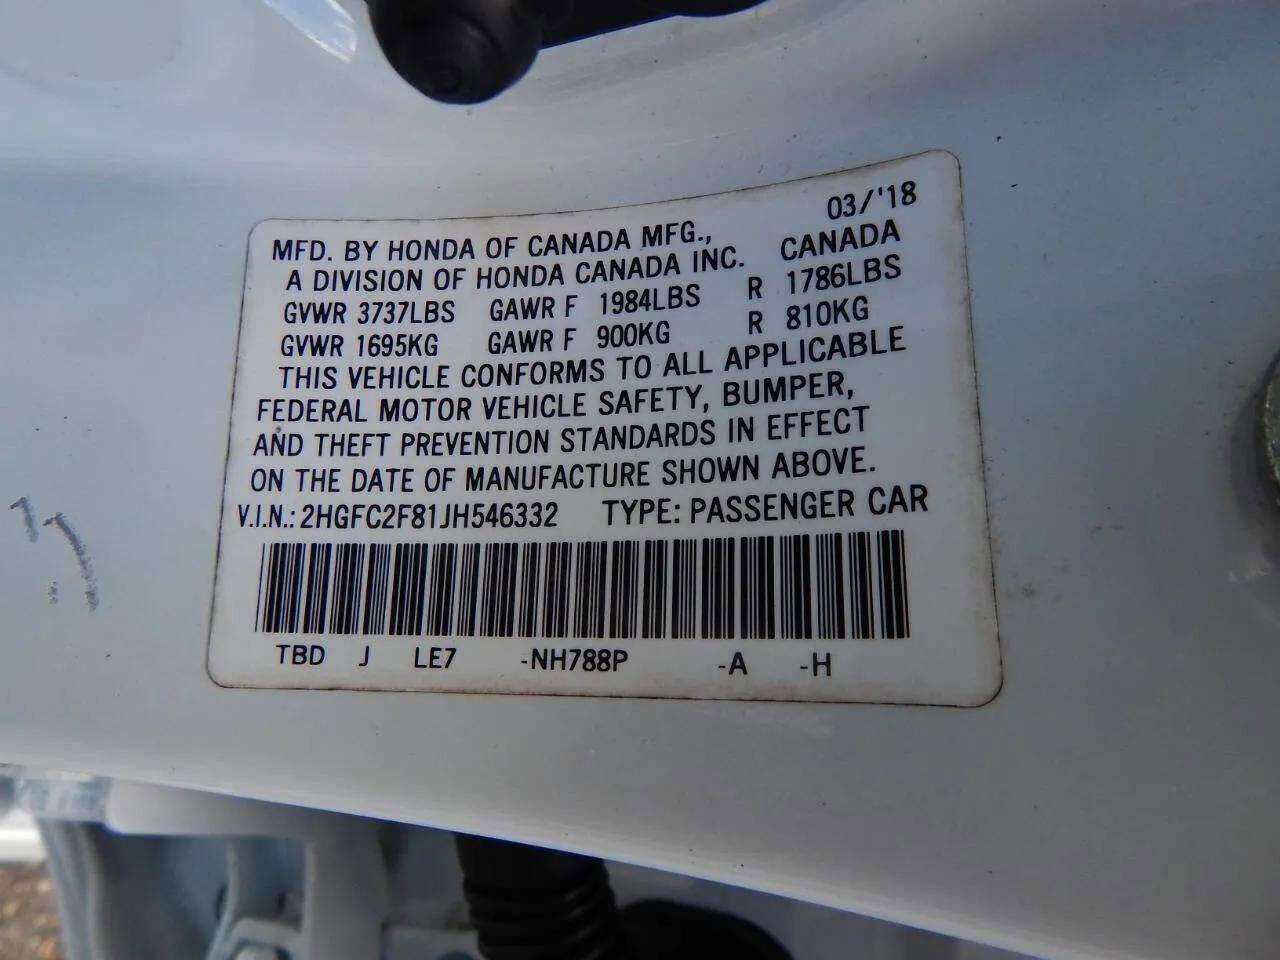 03/'18
MFD. BY HONDA OF CANADA MFG., CANADA
A DIVISION OF HONDA CANADA INC.
GVWR 3737LBS GAWR F 1984LBS R 1786LBS
GVWR 1695KG GAWR F 900KG R 810KG
THIS VEHICLE CONFORMS TO ALL APPLICABLE
FEDERAL MOTOR VEHICLE SAFETY, BUMPER,
AND THEFT PREVENTION STANDARDS IN EFFECT
ON THE DATE OF MANUFACTURE SHOWN ABOVE.
V.I.N.: 2HGFC2F81JH546332 TYPE: PASSENGER CAR
TBD J LE7 -NH788P -A -H